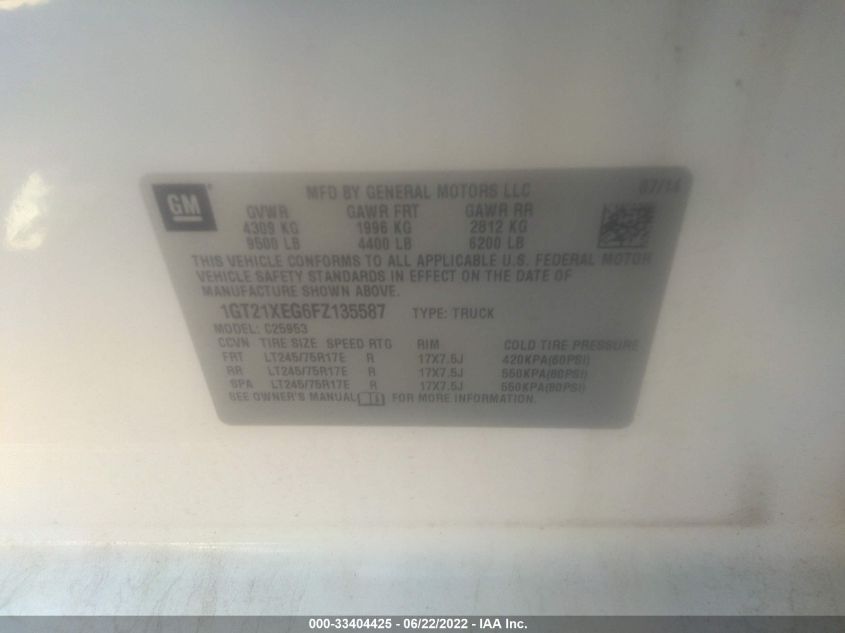 GM
MFD BY GENERAL MOTORS LLC 07/14
GVWR GAWR FRT GAWR RR
4309 KG 1996 KG 2812 KG
9500 LB 4400 LB 6200 LB
THIS VEHICLE CONFORMS TO ALL APPLICABLE U.S. FEDERAL MOTOR
VEHICLE SAFETY STANDARDS IN EFFECT ON THE DATE OF
MANUFACTURE SHOWN ABOVE.
1GT21XEG6FZ135587 TYPE: TRUCK
MODEL: C25953
CCVN TIRE SIZE SPEED RTG RIM COLD TIRE PRESSURE
FRT LT245/75R17E R 17X7.5J 420KPA(60PSI)
RR LT245/75R17E R 17X7.5J 550KPA(80PSI)
SPA LT245/75R17E R 17X7.5J 550KPA(80PSI)
SEE OWNER'S MANUAL FOR MORE INFORMATION.
000-33404425 - 06/22/2022 - IAA Inc.